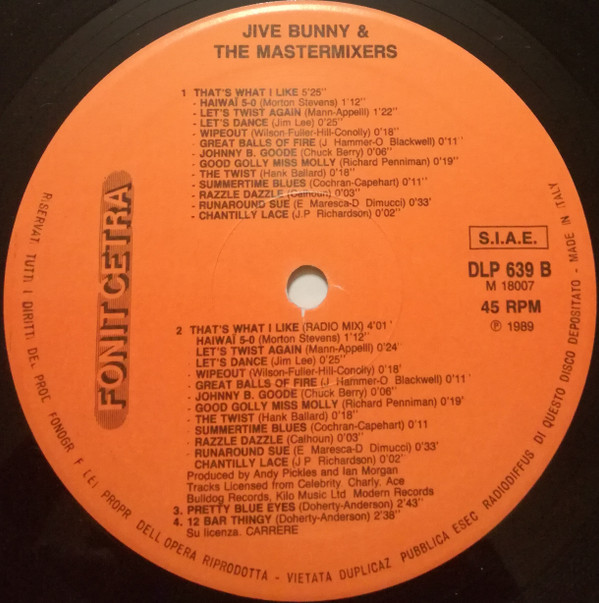 JIVE BUNNY &
THE MASTERMIXERS
1 THAT'S WHAT I LIKE 5'25"
- HAIWAÏ 5-0 (Morton Stevens) 1'12"
- LET'S TWIST AGAIN (Mann-Appelll) 1'22"
- LET'S DANCE (Jim Lee) 0'25"
- WIPEOUT (Wilson-Fuller-Hill-Conolly) 0'18"
- GREAT BALLS OF FIRE (J Hammer-O Blackwell) 0'11"
- JOHNNY B. GOODE (Chuck Berry) 0'06"
- GOOD GOLLY MISS MOLLY (Richard Penniman) 0'19"
- THE TWIST (Hank Ballard) 0'18"
- SUMMERTIME BLUES (Cochran-Capehart) 0'11"
- RAZZLE DAZZLE (Calhoun) 0'03"
- RUNAROUND SUE (E Maresca-D Dimucci) 0'33'
- CHANTILLY LACE (J.P Richardson) 0'02"
FONIT CETRA
S.I.A.E.
DLP 639 B
M 18007
45 RPM
℗ 1989
2 THAT'S WHAT I LIKE (RADIO MIX) 4'01'
HAIWAÏ 5-0 (Morton Stevens) 1'12"
LET'S TWIST AGAIN (Mann-Appelll) 0'24
LET'S DANCE (Jim Lee) 0'25"
- WIPEOUT (Wilson-Fuller-Hill-Conolly) 0'18'
- GREAT BALLS OF FIRE (J Hammer-O Blackwell) 0'11'
- JOHNNY B. GOODE (Chuck Berry) 0'06"
- GOOD GOLLY MISS MOLLY (Richard Penniman) 0'19'
- THE TWIST (Hank Ballard) 0'18"
SUMMERTIME BLUES (Cochran-Capehart) 0'11
- RAZZLE DAZZLE (Calhoun) 0'03"
- RUNAROUND SUE (E Maresca-D Dimucci) 0'33'
CHANTILLY LACE (J P Richardson) 0'02"
Produced by Andy Pickles and Ian Morgan
Tracks Licensed from Celebrity. Charly. Ace
Bulldog Records, Kilo Music Ltd Modern Records
3. PRETTY BLUE EYES (Doherty-Anderson) 2'43"
4. 12 BAR THINGY (Doherty-Anderson) 2'38"
Su licenza. CARRERE
RISERVAT. TUTTI I DIRITTI DEL PROC FONOGR F LEI PROPR DELL'OPERA RIPRODOTTA - VIETATA DUPLICAZ PUBBLICA ESEC RADIODIFFUS DI QUESTO DISCO DEPOSITATO - MADE IN ITALY